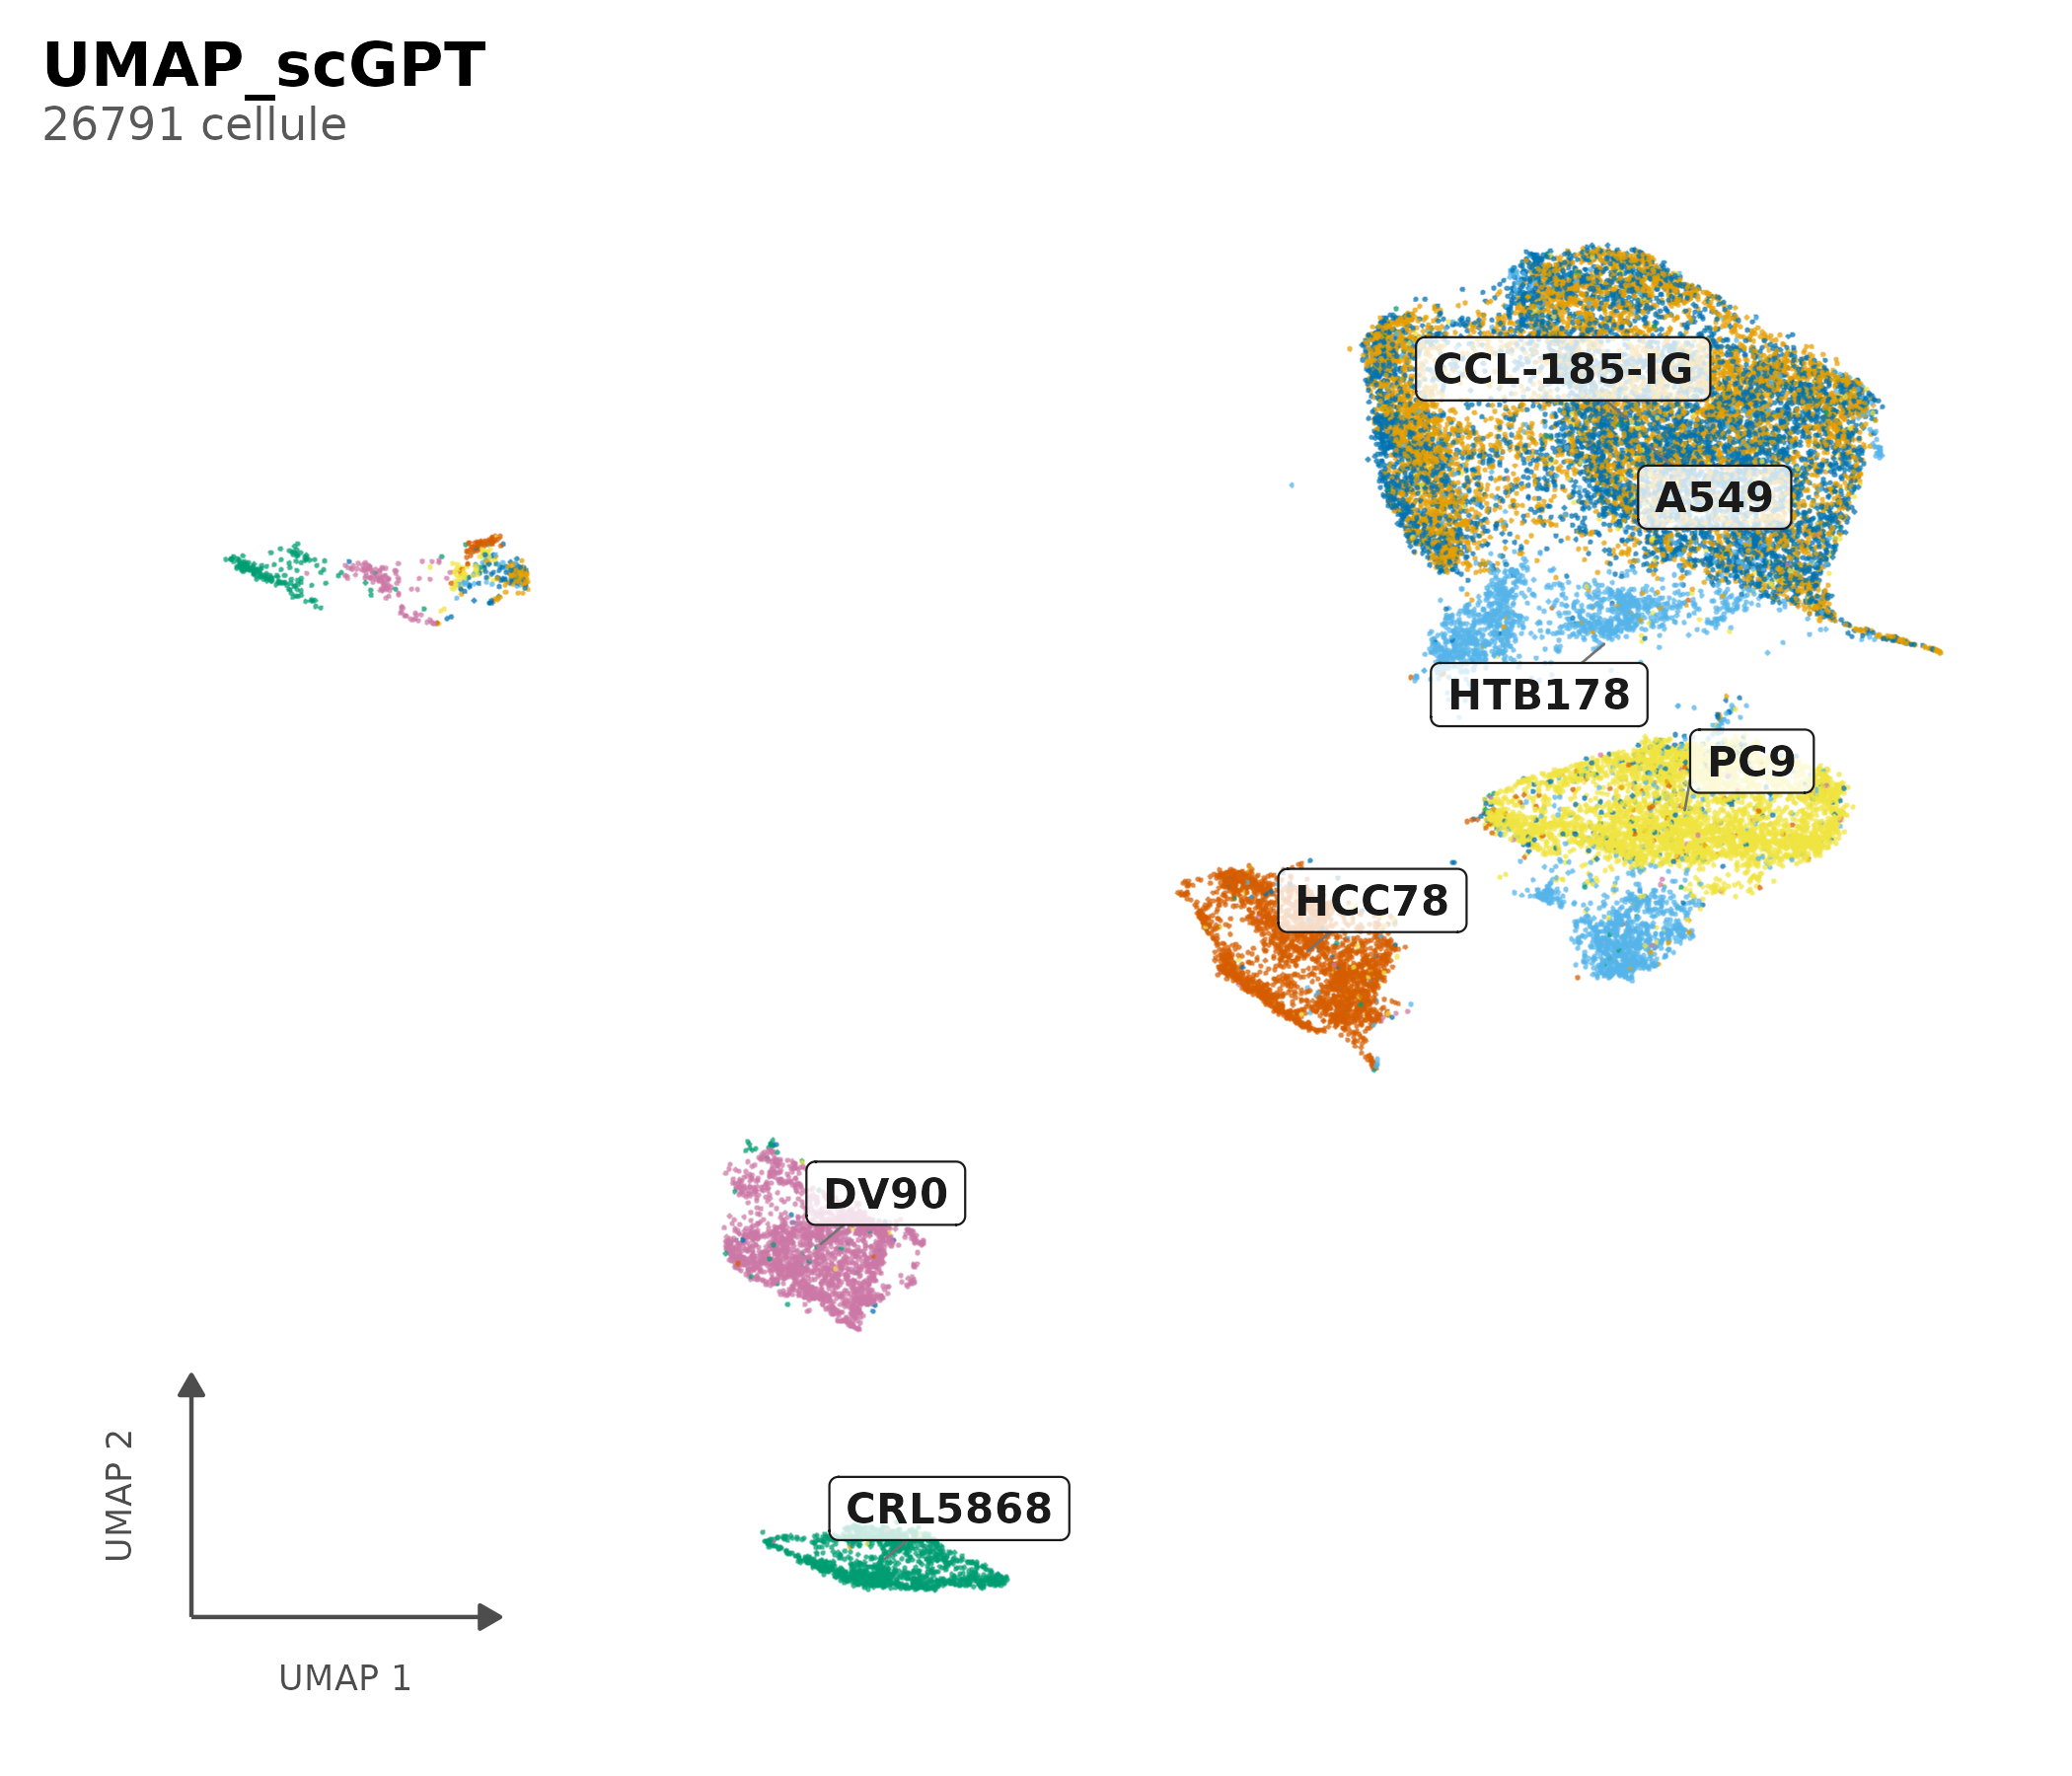 UMAP_scGPT
26791 cellule
CCL-185-IG
A549
HTB178
PC9
HCC78
DV90
CRL5868
UMAP 2
UMAP 1